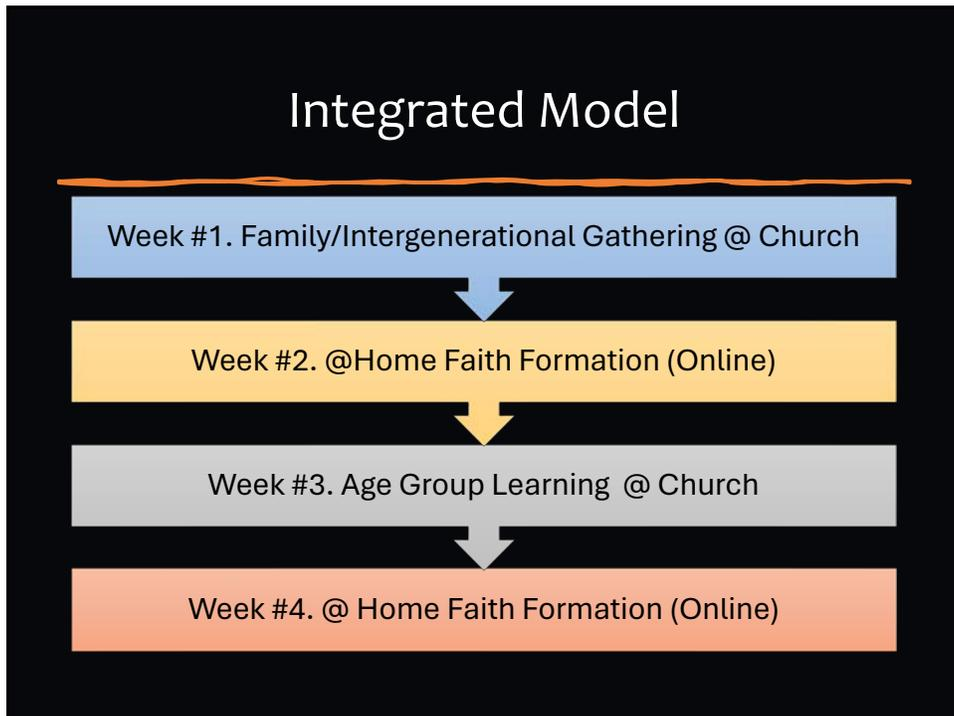 Integrated Model
Week #1. Family/Intergenerational Gathering @ Church
Week #2. @Home Faith Formation (Online)
Week #3. Age Group Learning  @ Church
Week #4. @ Home Faith Formation (Online)